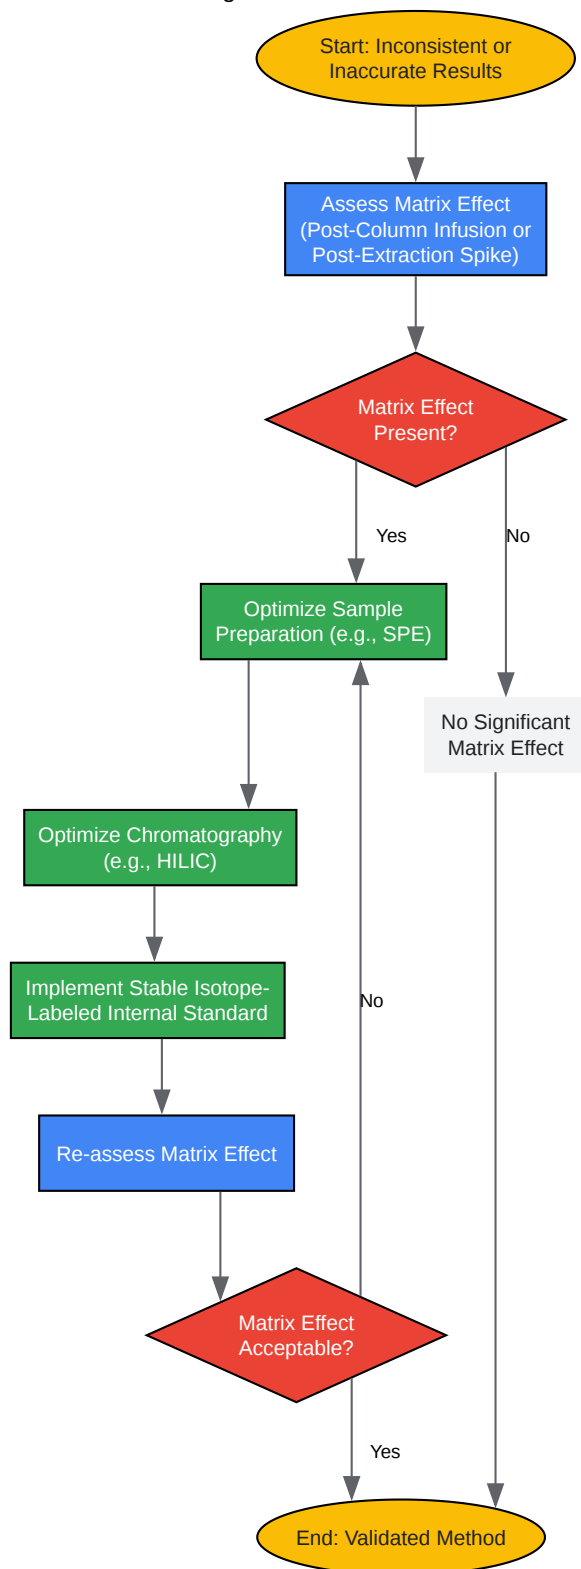 Start: Inconsistent or
Inaccurate Results
Assess Matrix Effect
(Post-Column Infusion or
Post-Extraction Spike)
Matrix Effect
Present?
Yes
No
Optimize Sample
Preparation (e.g., SPE)
No Significant
Matrix Effect
Optimize Chromatography
(e.g., HILIC)
Implement Stable Isotope-
Labeled Internal Standard
No
Re-assess Matrix Effect
Matrix Effect
Acceptable?
Yes
End: Validated Method